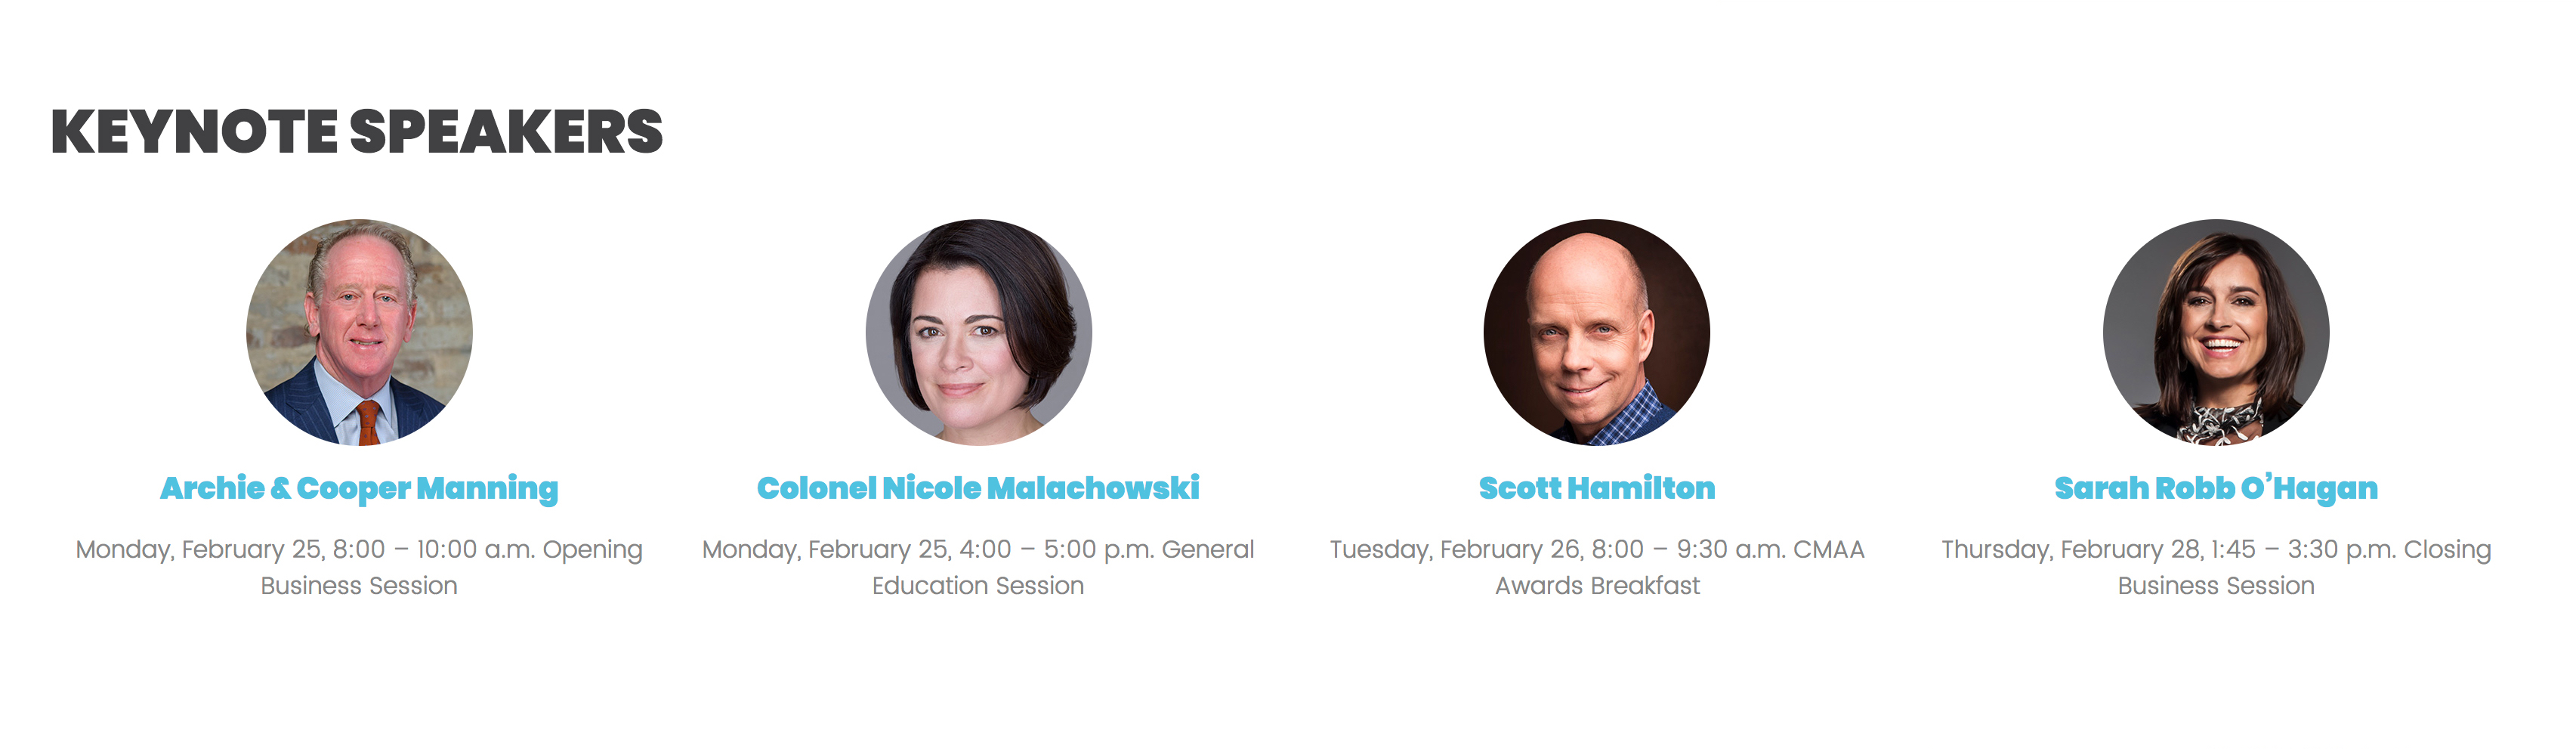 KEYNOTE SPEAKERS
Archie & Cooper Manning
Monday, February 25, 8:00 – 10:00 a.m. Opening
Business Session
Colonel Nicole Malachowski
Monday, February 25, 4:00 – 5:00 p.m. General
Education Session
Scott Hamilton
Tuesday, February 26, 8:00 – 9:30 a.m. CMAA
Awards Breakfast
Sarah Robb O’Hagan
Thursday, February 28, 1:45 – 3:30 p.m. Closing
Business Session